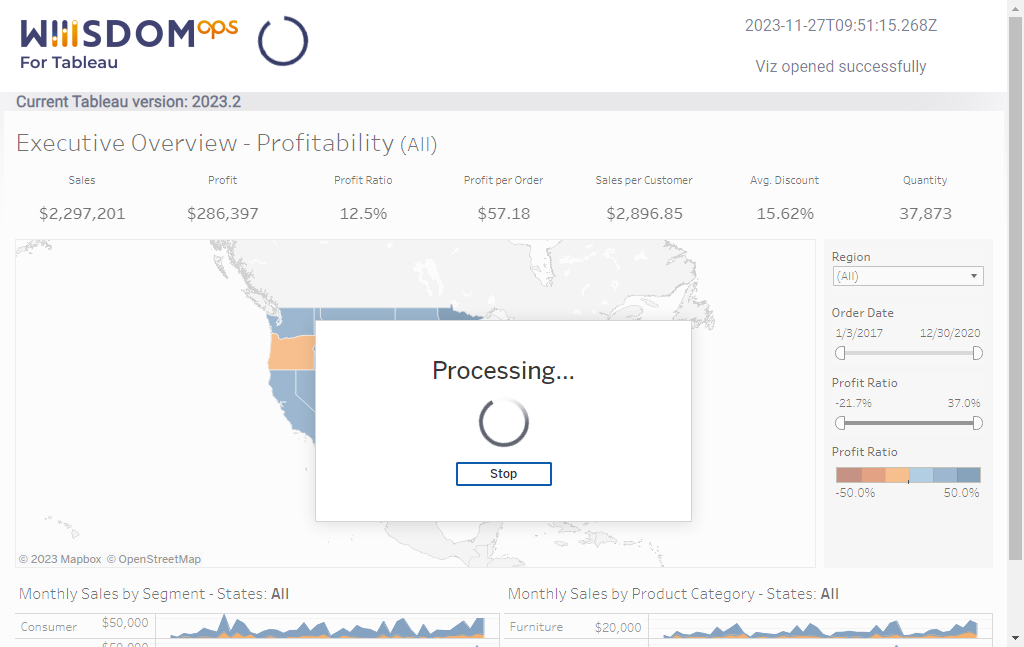 WIIISDOM ops
For Tableau
2023-11-27T09:51:15.268Z
Viz opened successfully
Current Tableau version: 2023.2
Executive Overview - Profitability (All)
Sales Profit Profit Ratio Profit per Order Sales per Customer Avg. Discount Quantity
$2,297,201 $286,397 12.5% $57.18 $2,896.85 15.62% 37,873
Region
(All)
Order Date
1/3/2017 12/30/2020
Profit Ratio
-21.7% 37.0%
Profit Ratio
-50.0% 50.0%
Processing...
Stop
© 2023 Mapbox © OpenStreetMap
Monthly Sales by Segment - States: All
Consumer $50,000
Monthly Sales by Product Category - States: All
Furniture $20,000